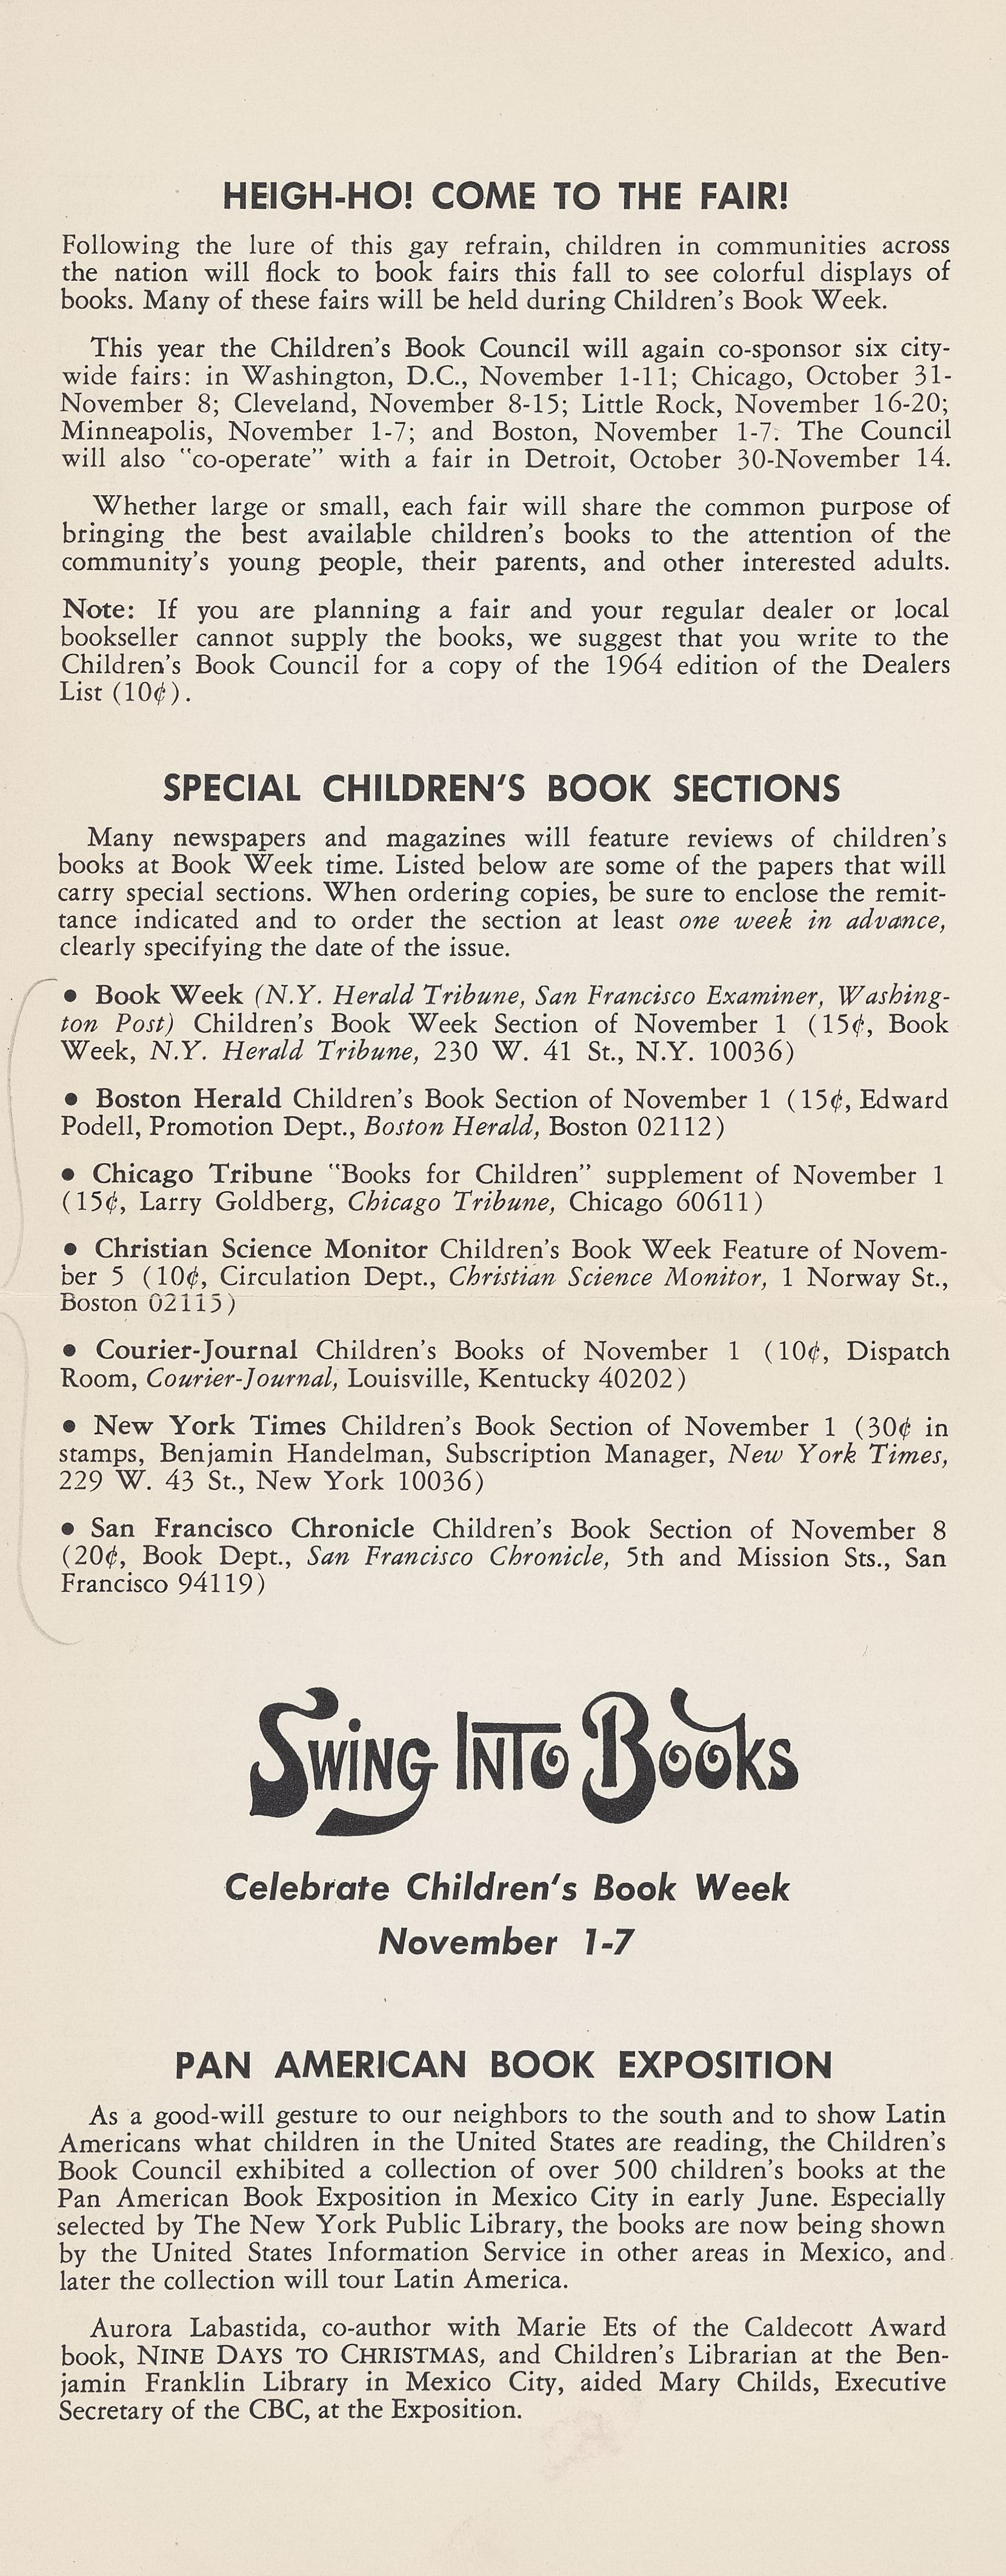 HEIGH-HO! COME TO THE FAIR!
Following the lure of this gay refrain, children in communities across
the nation will flock to book fairs this fall to see colorful displays of
books. Many of these fairs will be held during Children's Book Week.
This year the Children's Book Council will again co-sponsor six city-
wide fairs: in Washington, D.C., November 1-11; Chicago, October 31-
November 8; Cleveland, November 8-15; Little Rock, November 16-20;
Minneapolis, November 1-7; and Boston, November 1-7. The Council
will also "co-operate" with a fair in Detroit, October 30-November 14.
Whether large or small, each fair will share the common purpose of
bringing the best available children's books to the attention of the
community's young people, their parents, and other interested adults.
Note: If you are planning a fair and your regular dealer or local
bookseller cannot supply the books, we suggest that you write to the
Children's Book Council for a copy of the 1964 edition of the Dealers
List (10¢).
SPECIAL CHILDREN'S BOOK SECTIONS
Many newspapers and magazines will feature reviews of children's
books at Book Week time. Listed below are some of the papers that will
carry special sections. When ordering copies, be sure to enclose the remit-
tance indicated and to order the section at least one week in advance,
clearly specifying the date of the issue.
• Book Week (N.Y. Herald Tribune, San Francisco Examiner, Washing-
ton Post) Children's Book Week Section of November 1 (15¢, Book
Week, N.Y. Herald Tribune, 230 W. 41 St., N.Y. 10036)
• Boston Herald Children's Book Section of November 1 (15¢, Edward
Podell, Promotion Dept., Boston Herald, Boston 02112)
• Chicago Tribune "Books for Children" supplement of November 1
(15¢, Larry Goldberg, Chicago Tribune, Chicago 60611)
• Christian Science Monitor Children's Book Week Feature of Novem-
ber 5 (10¢, Circulation Dept., Christian Science Monitor, 1 Norway St.,
Boston 02115)
• Courier-Journal Children's Books of November 1 (10¢, Dispatch
Room, Courier-Journal, Louisville, Kentucky 40202)
• New York Times Children's Book Section of November 1 (30¢ in
stamps, Benjamin Handelman, Subscription Manager, New York Times,
229 W. 43 St., New York 10036)
• San Francisco Chronicle Children's Book Section of November 8
(20¢, Book Dept., San Francisco Chronicle, 5th and Mission Sts., San
Francisco 94119)
SWING INTO BOOKS
Celebrate Children's Book Week
November 1-7
PAN AMERICAN BOOK EXPOSITION
As a good-will gesture to our neighbors to the south and to show Latin
Americans what children in the United States are reading, the Children's
Book Council exhibited a collection of over 500 children's books at the
Pan American Book Exposition in Mexico City in early June. Especially
selected by The New York Public Library, the books are now being shown
by the United States Information Service in other areas in Mexico, and
later the collection will tour Latin America.
Aurora Labastida, co-author with Marie Ets of the Caldecott Award
book, NINE DAYS TO CHRISTMAS, and Children's Librarian at the Ben-
jamin Franklin Library in Mexico City, aided Mary Childs, Executive
Secretary of the CBC, at the Exposition.